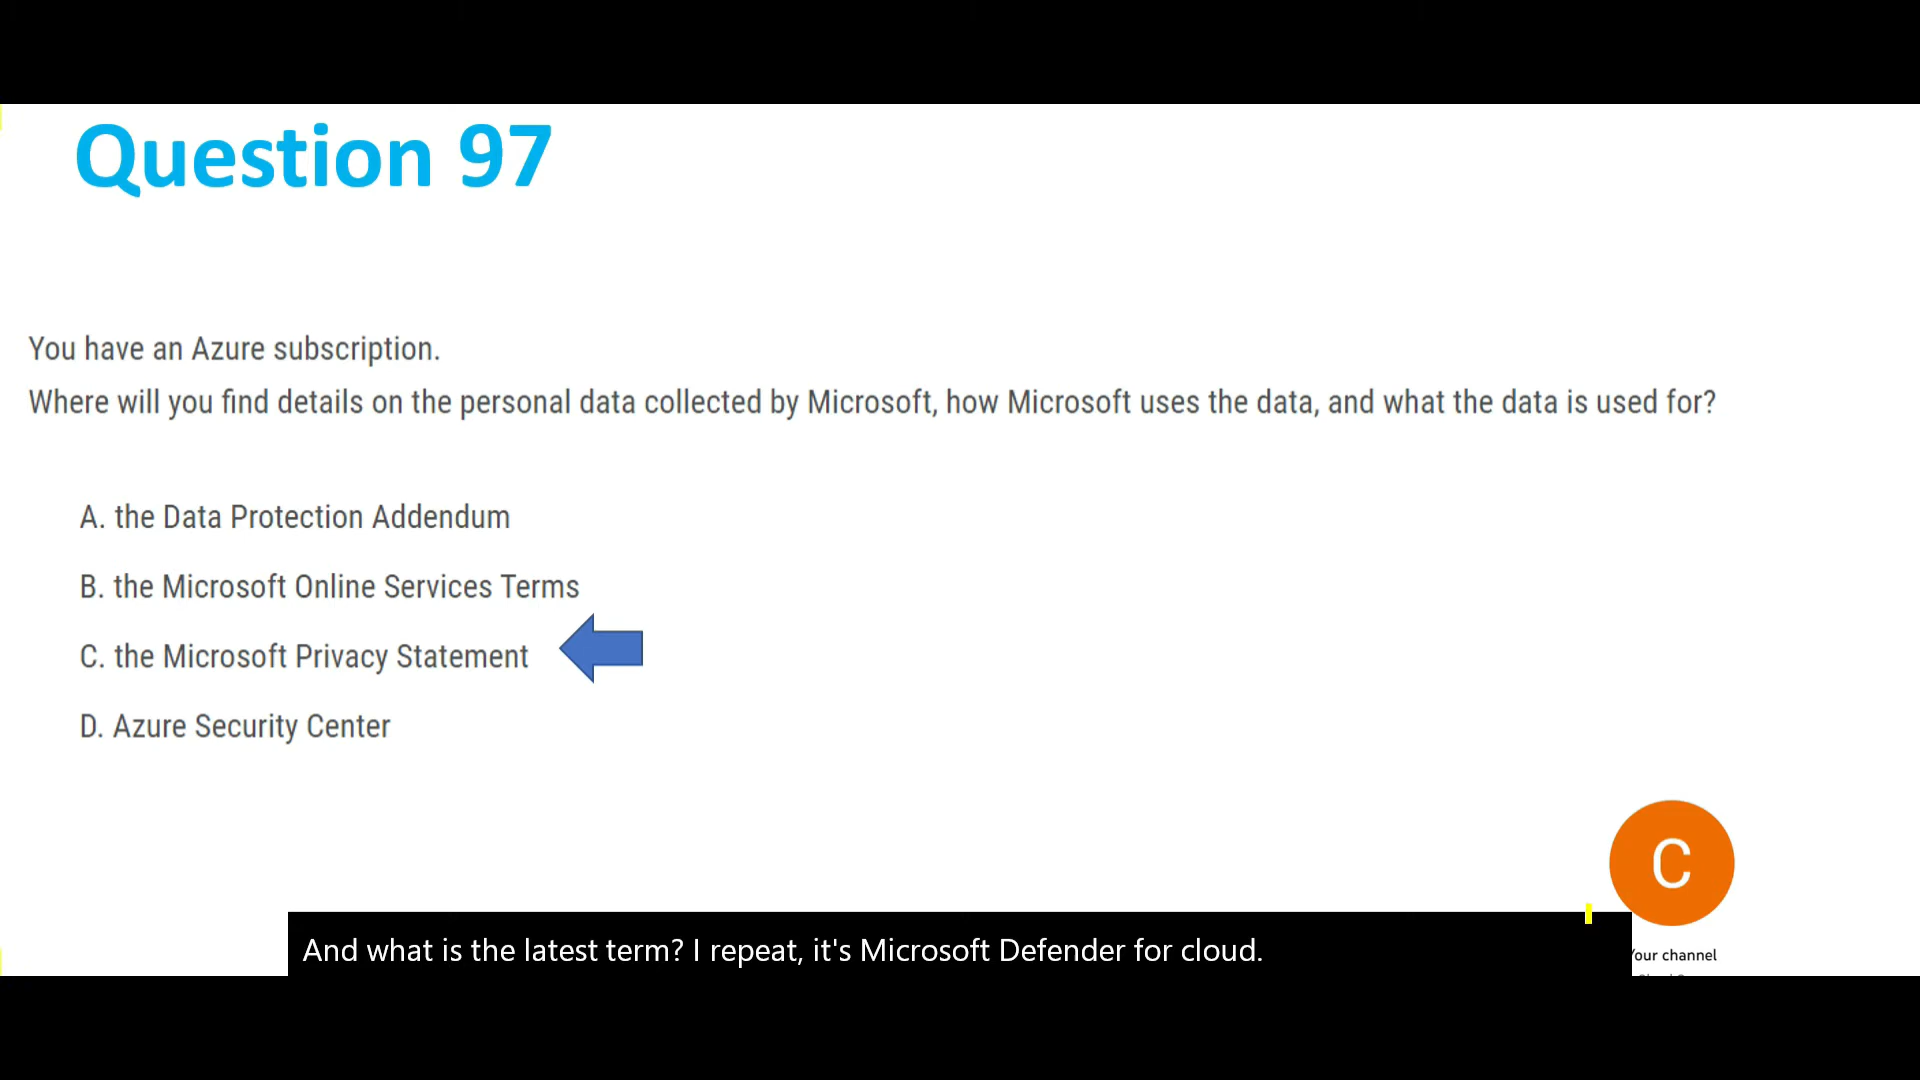 Question 97
You have an Azure subscription.
Where will you find details on the personal data collected by Microsoft, how Microsoft uses the data, and what the data is used for?
A. the Data Protection Addendum
B. the Microsoft Online Services Terms
C. the Microsoft Privacy Statement
D. Azure Security Center
C
And what is the latest term? I repeat, it's Microsoft Defender for cloud.
Your channel